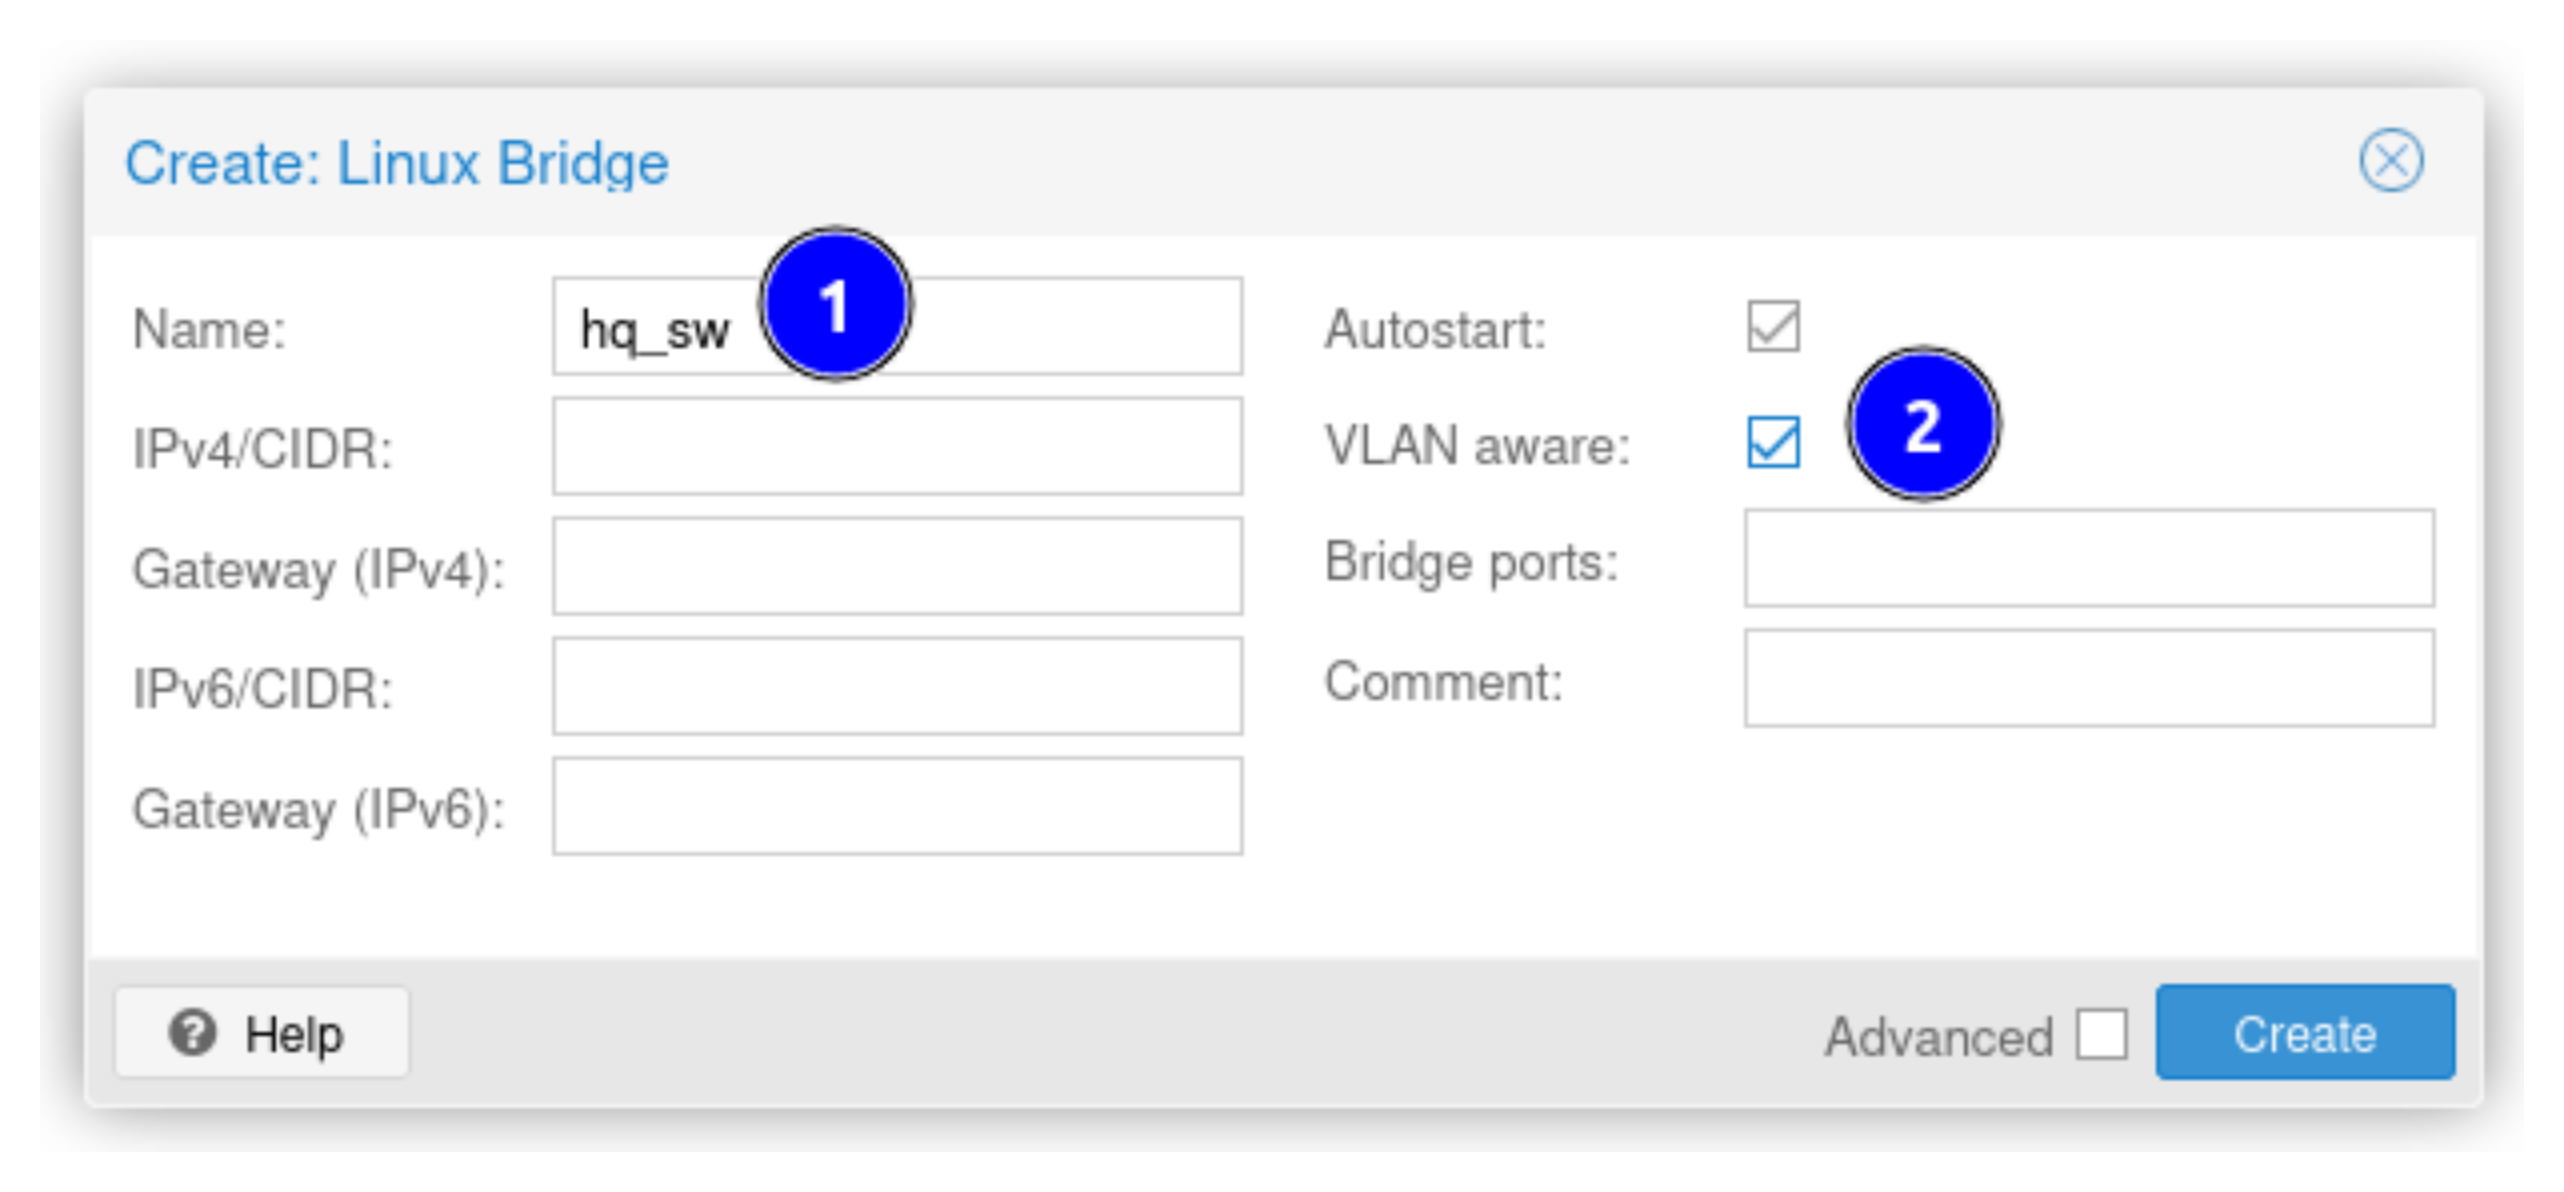 Create: Linux Bridge
Name: hq_sw 1
IPv4/CIDR:
Gateway (IPv4):
IPv6/CIDR:
Gateway (IPv6):
Autostart:
VLAN aware: 2
Bridge ports:
Comment:
? Help
Advanced
Create